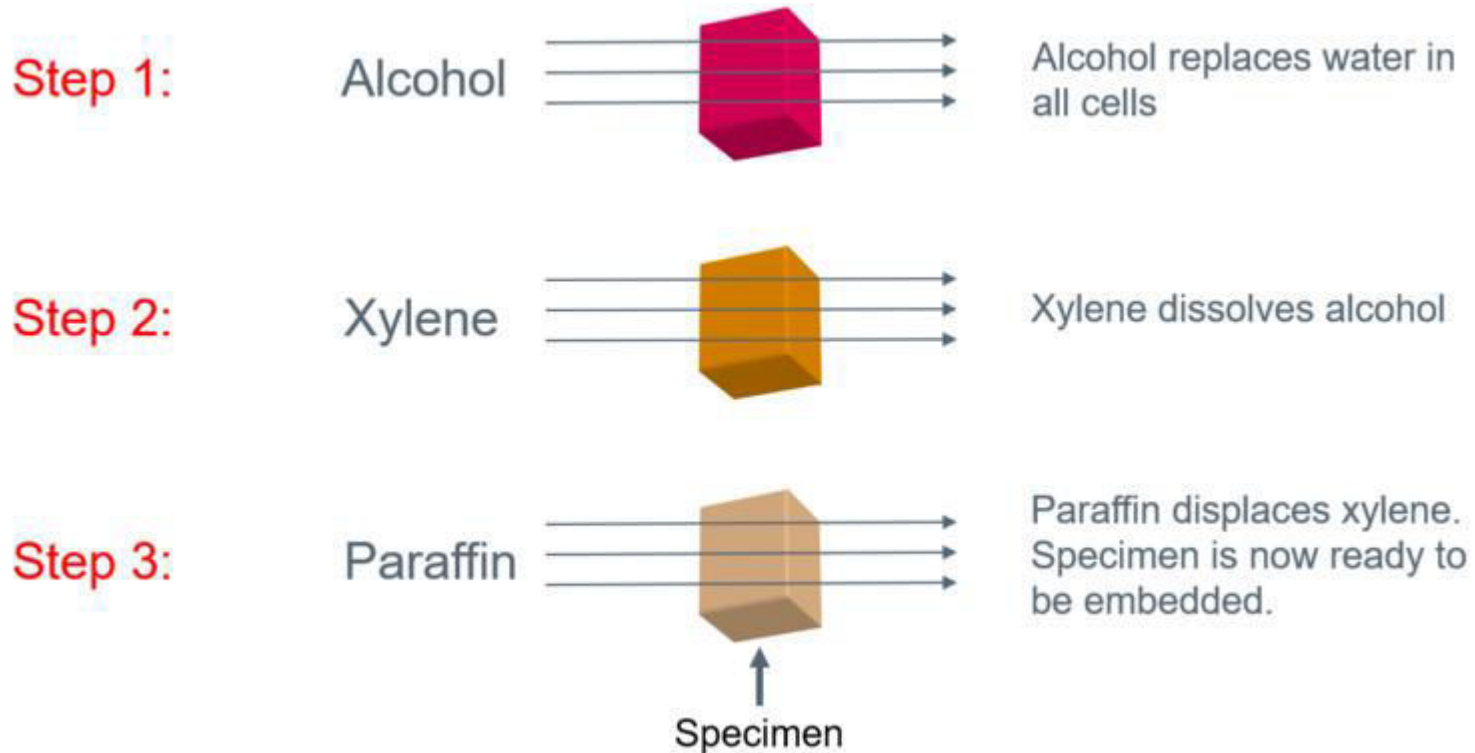 Step 1:
Alcohol
Alcohol replaces water in
all cells
Step 2:
Xylene
Xylene dissolves alcohol
Step 3:
Paraffin
Paraffin displaces xylene.
Specimen is now ready to
be embedded.
Specimen